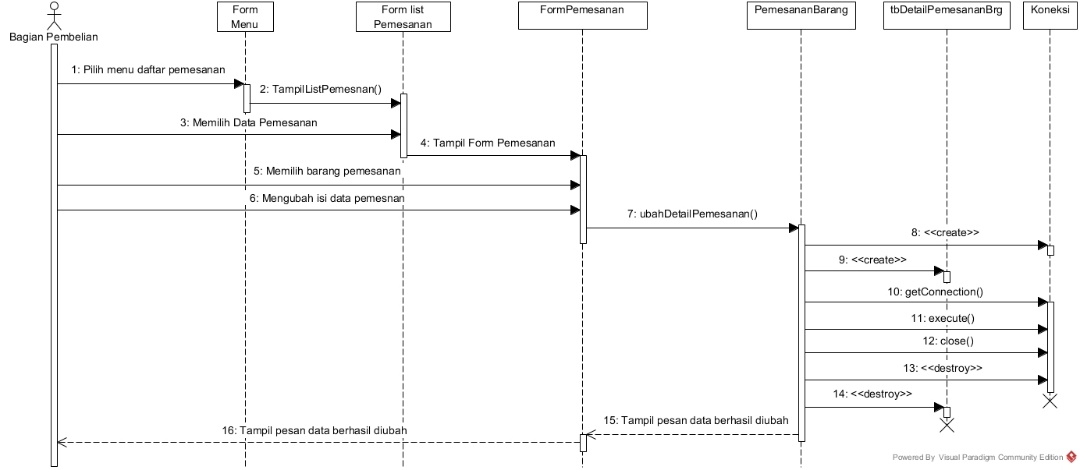 Bagian Pembelian
Form
Menu
Form list
Pemesanan
FormPemesanan
PemesananBarang
tbDetailPemesananBrg
Koneksi
1: Pilih menu daftar pemesanan
2: TampilListPemesnan()
3: Memilih Data Pemesanan
4: Tampil Form Pemesanan
5: Memilih barang pemesanan
6: Mengubah isi data pemesnan
7: ubahDetailPemesanan()
8: <<create>>
9: <<create>>
10: getConnection()
11: execute()
12: close()
13: <<destroy>>
14: <<destroy>>
15: Tampil pesan data berhasil diubah
16: Tampil pesan data berhasil diubah
Powered By Visual Paradigm Community Edition